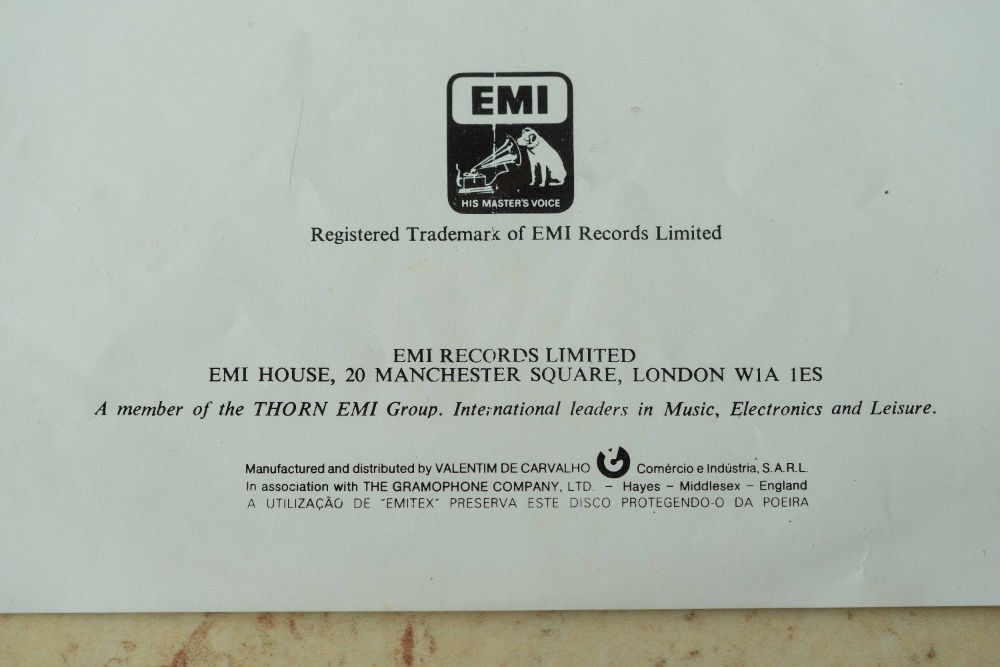 EMI
HIS MASTER'S VOICE
Registered Trademark of EMI Records Limited
EMI RECORDS LIMITED
EMI HOUSE, 20 MANCHESTER SQUARE, LONDON W1A 1ES
A member of the THORN EMI Group. International leaders in Music, Electronics and Leisure.
Manufactured and distributed by VALENTIM DE CARVALHO Comércio e Indústria, S.A.R.L.
In association with THE GRAMOPHONE COMPANY, LTD. – Hayes – Middlesex – England
A UTILIZAÇÃO DE "EMITEX" PRESERVA ESTE DISCO PROTEGENDO-O DA POEIRA